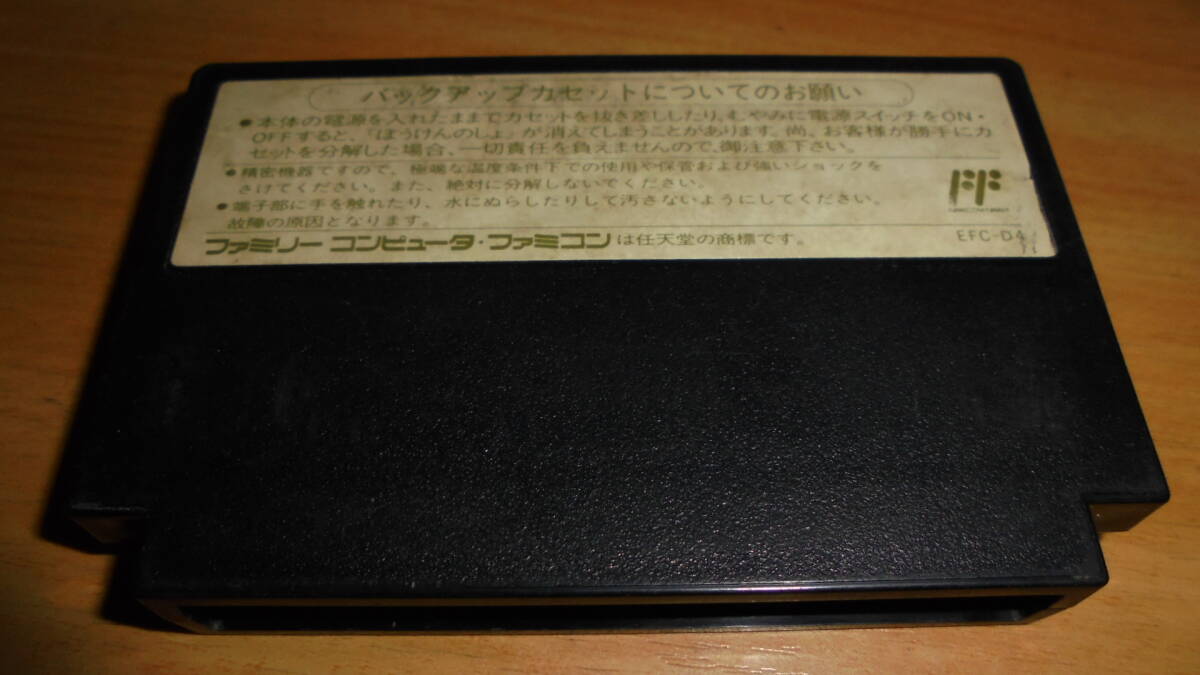 バックアップカセットについてのお願い
●本体の電源を入れたままでカセットを抜き差ししたり、むやみに電源スイッチをON・
OFFすると、「ぼうけんのしょ」が消えてしまうことがあります。尚、お客様が勝手にカ
セットを分解した場合、一切責任を負えませんので、御注意下さい。
●精密機器ですので、極端な温度条件下での使用や保管および強いショックを
さけてください。また、絶対に分解しないでください。
●端子部に手を触れたり、水にぬらしたりして汚さないようにしてください。
故障の原因となります。
ファミリーコンピュータ・ファミコンは任天堂の商標です。
EFC-D4